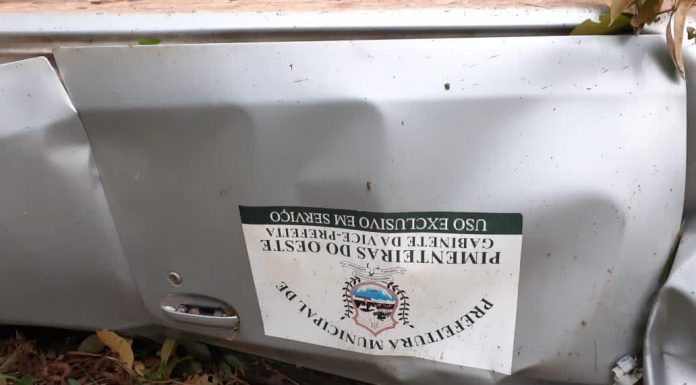 PREFEITURA MUNICIPAL DE
PIMENTEIRAS DO OESTE
GABINETE DA VICE-PREFEITA
USO EXCLUSIVO EM SERVIÇO